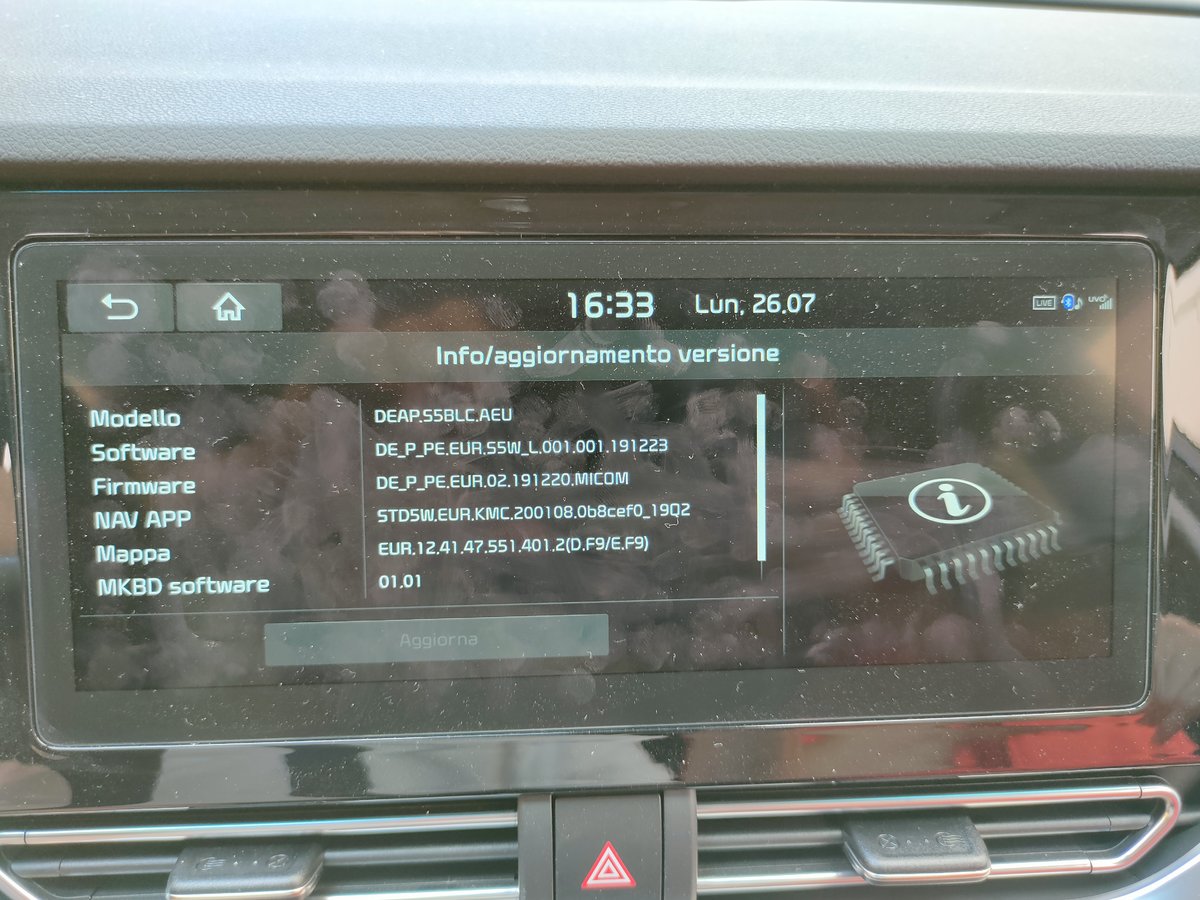 16:33 Lun, 26.07 LIVE UVO
Info/aggiornamento versione
Modello DEAP.S5BLC.AEU
Software DE_P_PE.EUR.S5W_L.001.001.191223
Firmware DE_P_PE.EUR.02.191220.MICOM
NAV APP STD5W.EUR.KMC.200108.0b8cef0_19Q2
Mappa EUR.12.41.47.551.401.2(D.F9/E.F9)
MKBD software 01.01
Aggiorna